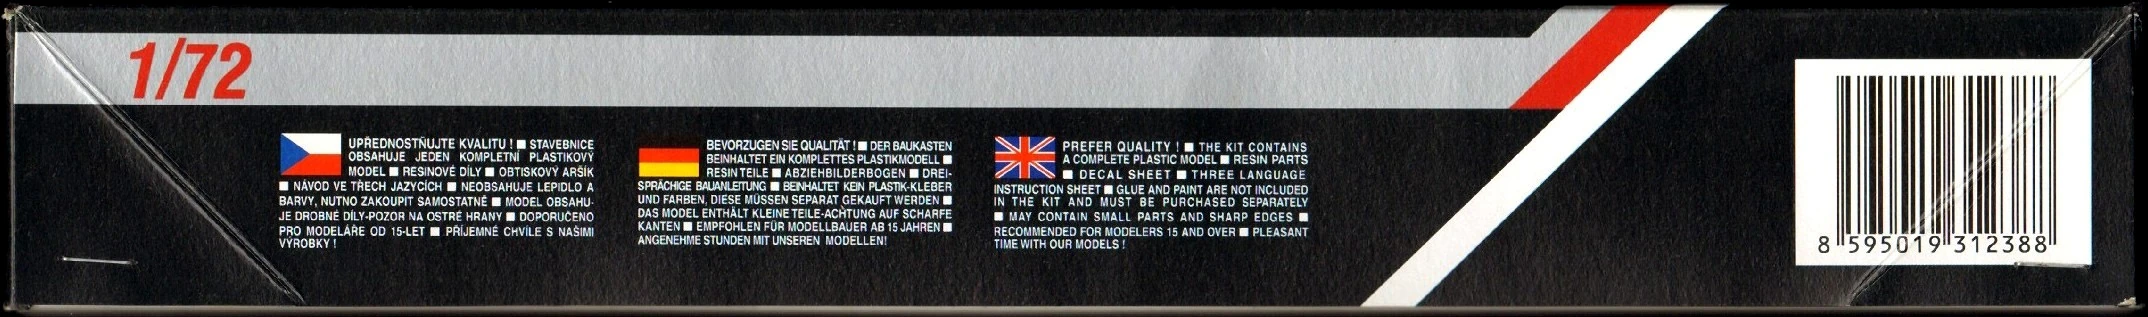 1/72
UPŘEDNOSTŇUJTE KVALITU ! ■ STAVEBNICE
OBSAHUJE JEDEN KOMPLETNÍ PLASTIKOVÝ
MODEL ■ RESINOVÉ DÍLY ■ OBTISKOVÝ ARŠÍK
■ NÁVOD VE TŘECH JAZYCÍCH ■ NEOBSAHUJE LEPIDLO A
BARVY, NUTNO ZAKOUPIT SAMOSTATNĚ ■ MODEL OBSAHU-
JE DROBNÉ DÍLY-POZOR NA OSTRÉ HRANY ■ DOPORUČENO
PRO MODELÁŘE OD 15-LET ■ PŘÍJEMNÉ CHVÍLE S NAŠIMI
VÝROBKY !
BEVORZUGEN SIE QUALITÄT ! ■ DER BAUKASTEN
BEINHALTET EIN KOMPLETTES PLASTIKMODELL ■
RESINTEILE ■ ABZIEHBILDERBOGEN ■ DREI-
SPRÄCHIGE BAUANLEITUNG ■ BEINHALTET KEIN PLASTIK-KLEBER
UND FARBEN, DIESE MÜSSEN SEPARAT GEKAUFT WERDEN ■
DAS MODEL ENTHÄLT KLEINE TEILE-ACHTUNG AUF SCHARFE
KANTEN ■ EMPFOHLEN FÜR MODELLBAUER AB 15 JAHREN ■
ANGENEHME STUNDEN MIT UNSEREN MODELLEN!
PREFER QUALITY ! ■ THE KIT CONTAINS
A COMPLETE PLASTIC MODEL ■ RESIN PARTS
■ DECAL SHEET ■ THREE LANGUAGE
INSTRUCTION SHEET ■ GLUE AND PAINT ARE NOT INCLUDED
IN THE KIT AND MUST BE PURCHASED SEPARATELY
■ MAY CONTAIN SMALL PARTS AND SHARP EDGES ■
RECOMMENDED FOR MODELERS 15 AND OVER ■ PLEASANT
TIME WITH OUR MODELS !
8 595019 312388